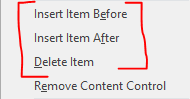 Insert Item Before
Insert Item After
Delete Item
Remove Content Control